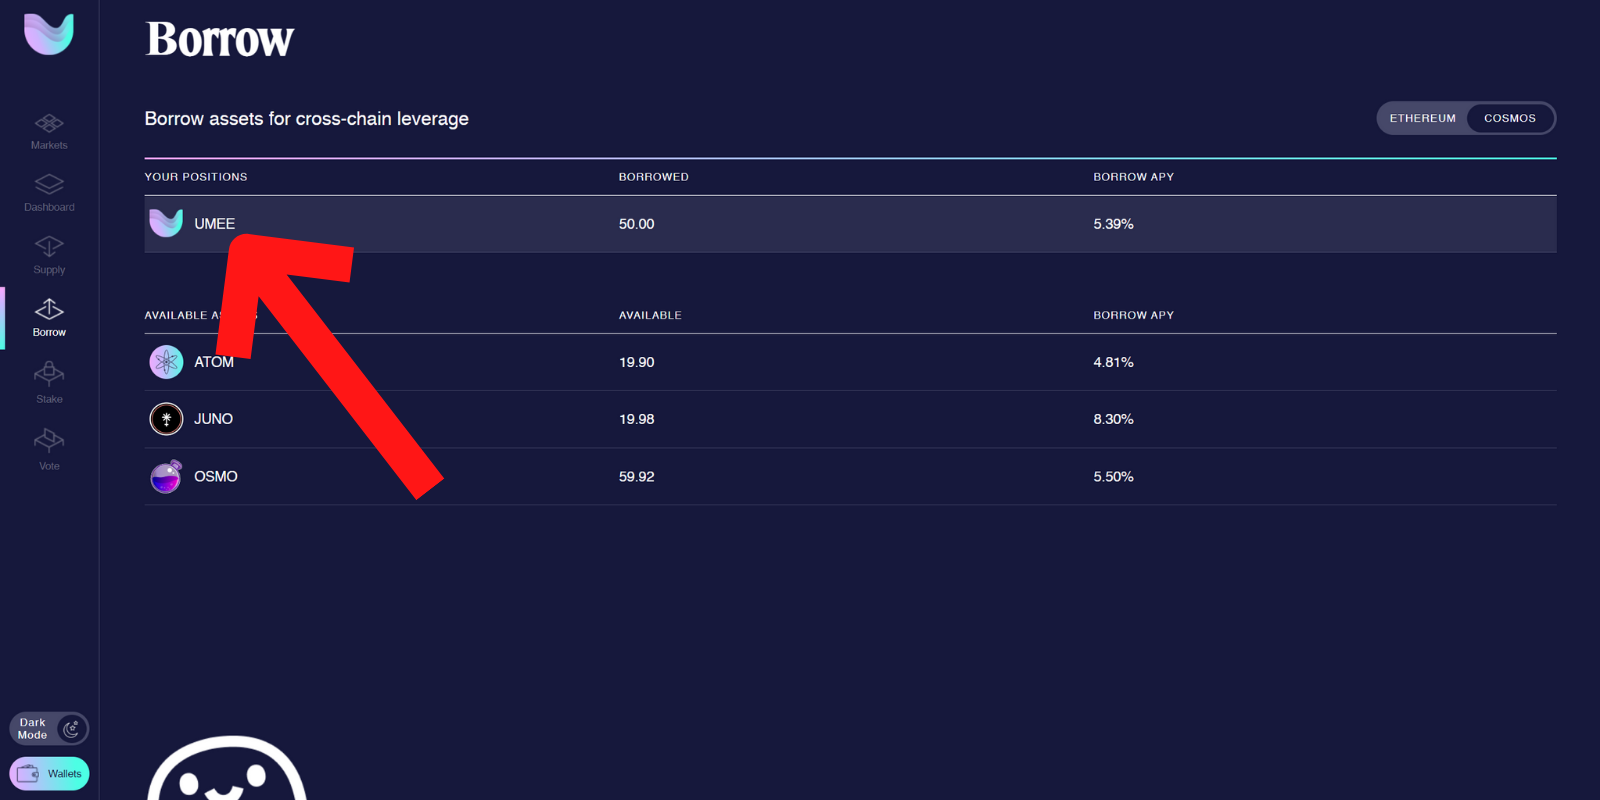 Borrow
Borrow assets for cross-chain leverage
ETHEREUM COSMOS
YOUR POSITIONS BORROWED BORROW APY
UMEE 50.00 5.39%
AVAILABLE AVAILABLE BORROW APY
ATOM 19.90 4.81%
JUNO 19.98 8.30%
OSMO 59.92 5.50%
Markets
Dashboard
Supply
Borrow
Stake
Vote
Dark
Mode
Wallets